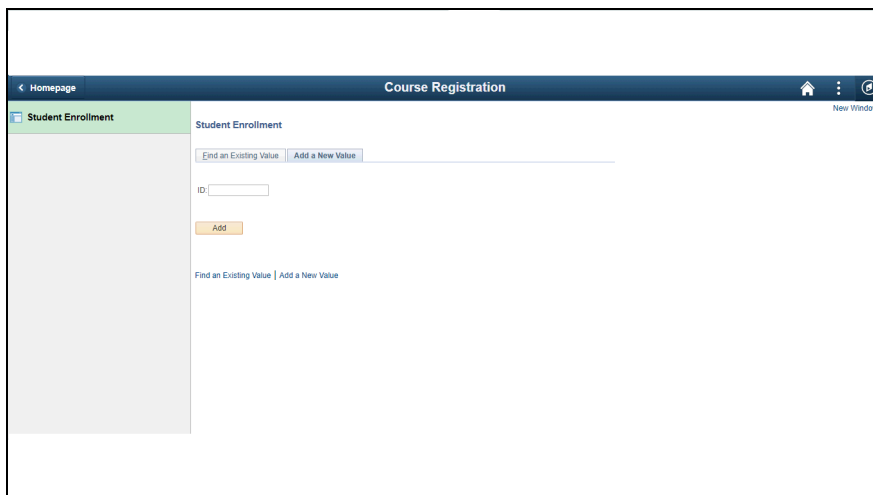 Homepage
Course Registration
New Windo
Student Enrollment
Student Enrollment
Find an Existing Value
Add a New Value
ID:
Add
Find an Existing Value | Add a New Value